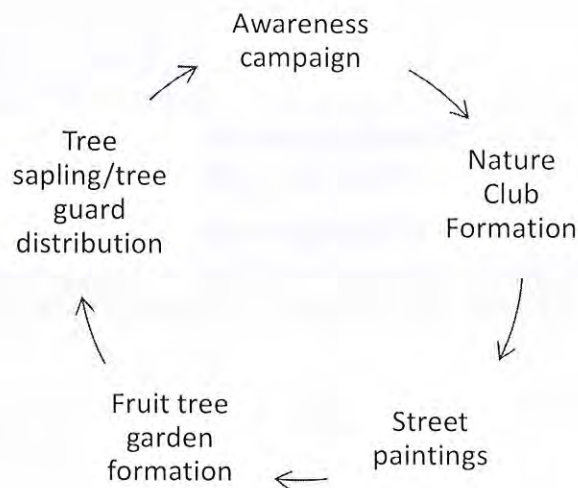 Awareness
campaign
Nature
Club
Formation
Street
paintings
Fruit tree
garden
formation
Tree
sapling/tree
guard
distribution